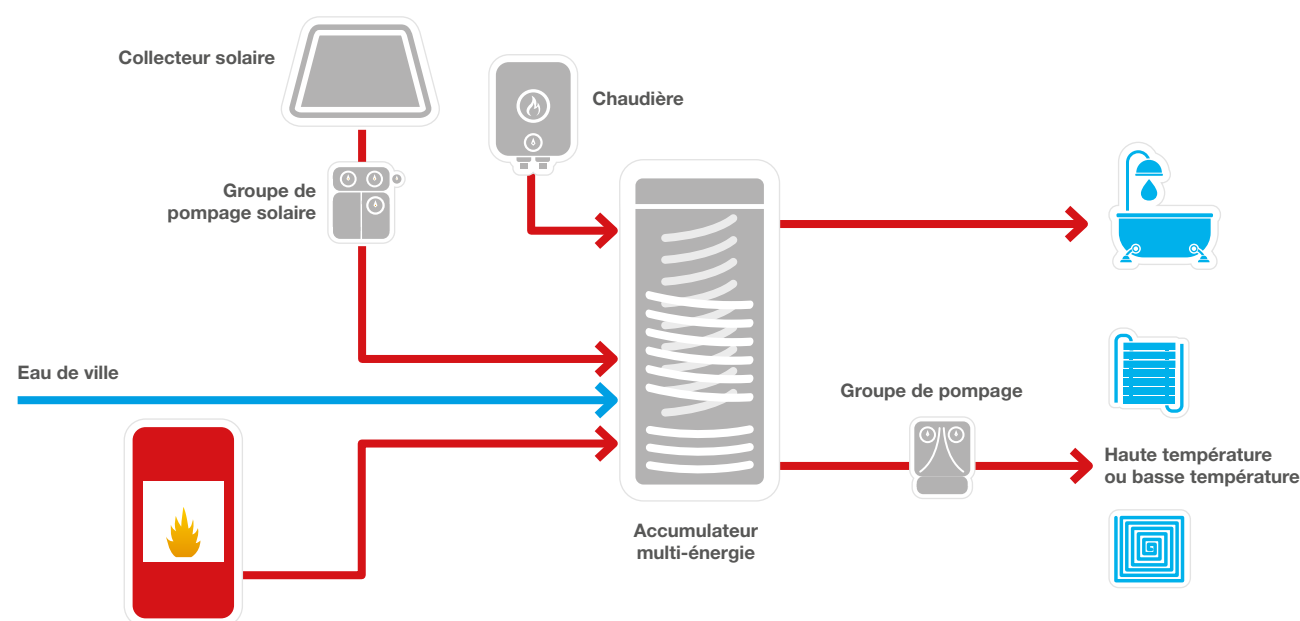 Collecteur solaire
Chaudière
Groupe de
pompage solaire
Eau de ville
Groupe de pompage
Haute température
ou basse température
Accumulateur
multi-énergie